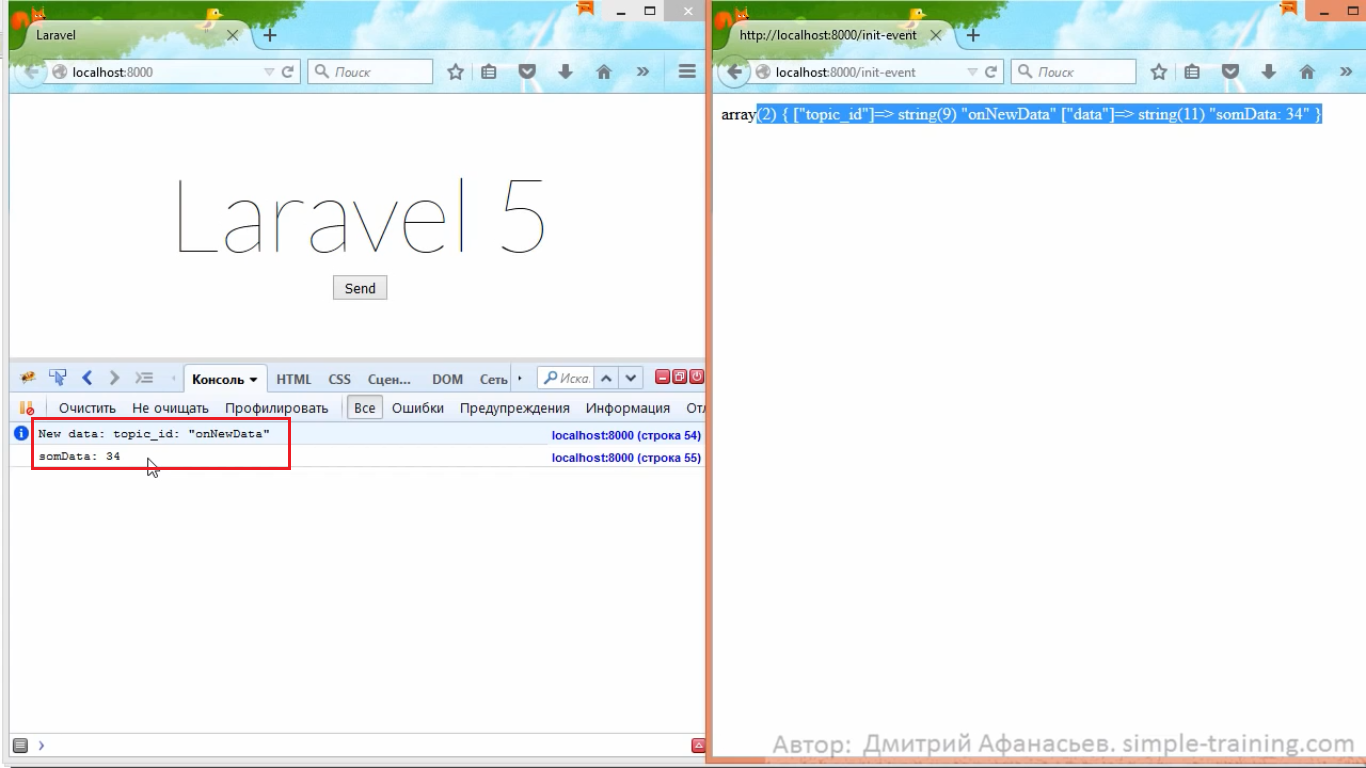 Laravel
localhost:8000
Поиск
Laravel 5
Send
Консоль HTML CSS Сцен... DOM Сеть Иска.
Очистить Не очищать Профилировать Все Ошибки Предупреждения Информация Отл
New data: topic_id: "onNewData" localhost:8000 (строка 54)
somData: 34 localhost:8000 (строка 55)
http://localhost:8000/init-event
localhost:8000/init-event
Поиск
array(2) { ["topic_id"]=> string(9) "onNewData" ["data"]=> string(11) "somData: 34" }
Автор: Дмитрий Афанасьев. simple-training.com